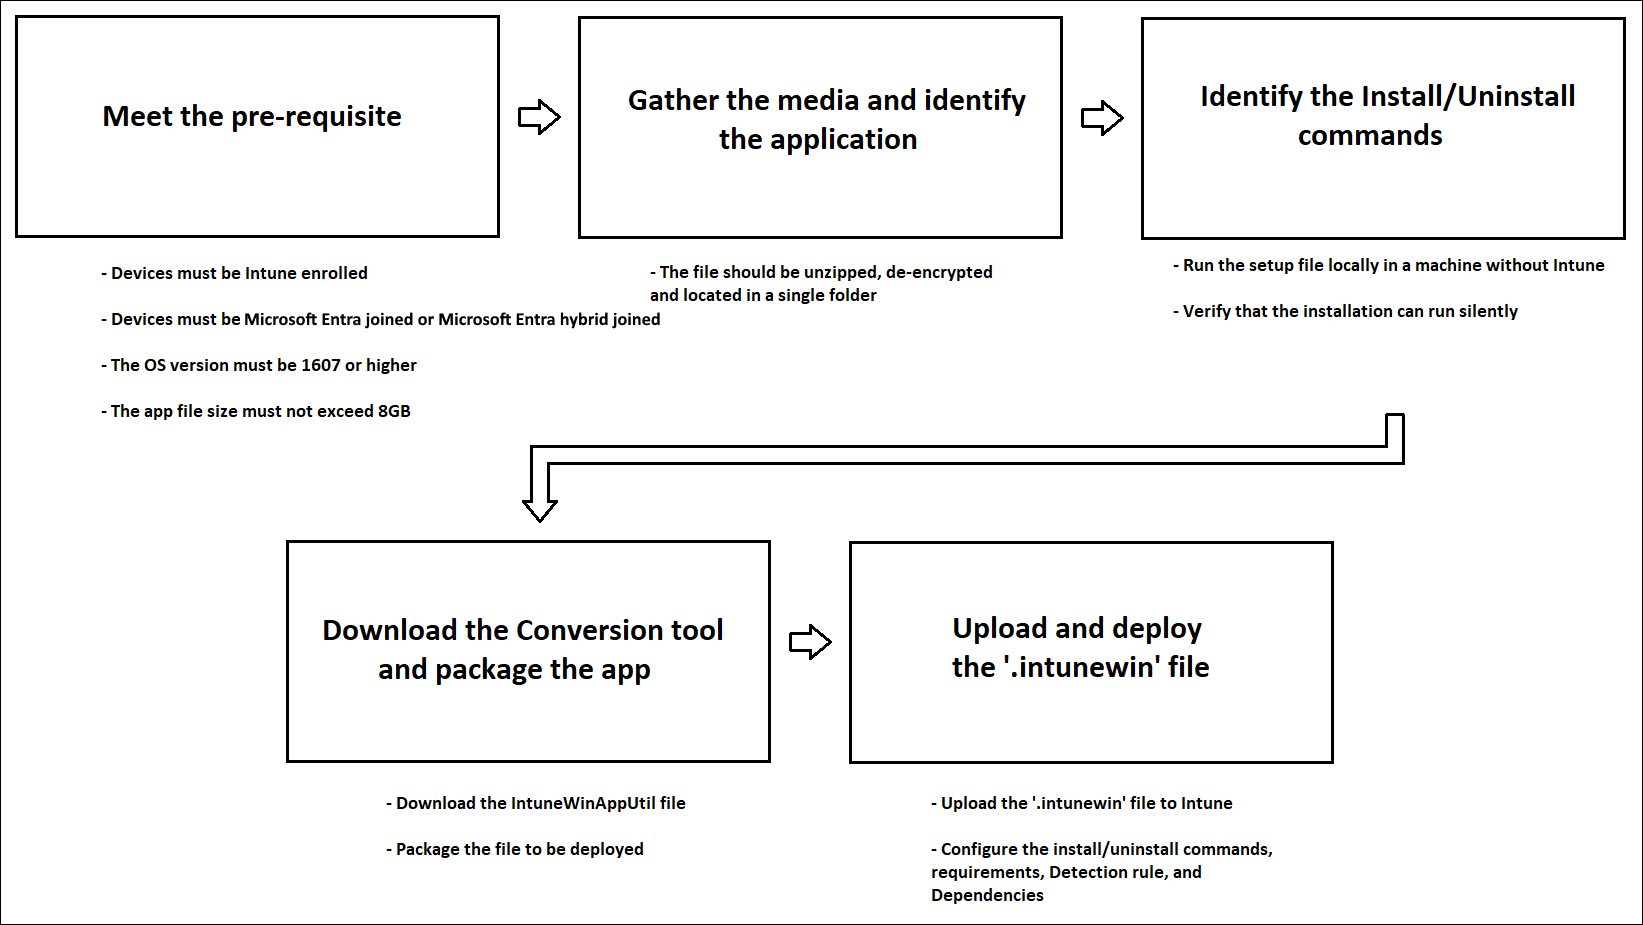 Meet the pre-requisite
- Devices must be Intune enrolled
- Devices must be Microsoft Entra joined or Microsoft Entra hybrid joined
- The OS version must be 1607 or higher
- The app file size must not exceed 8GB
Gather the media and identify
the application
- The file should be unzipped, de-encrypted
and located in a single folder
Identify the Install/Uninstall
commands
- Run the setup file locally in a machine without Intune
- Verify that the installation can run silently
Download the Conversion tool
and package the app
- Download the IntuneWinAppUtil file
- Package the file to be deployed
Upload and deploy
the '.intunewin' file
- Upload the '.intunewin' file to Intune
- Configure the install/uninstall commands,
requirements, Detection rule, and
Dependencies